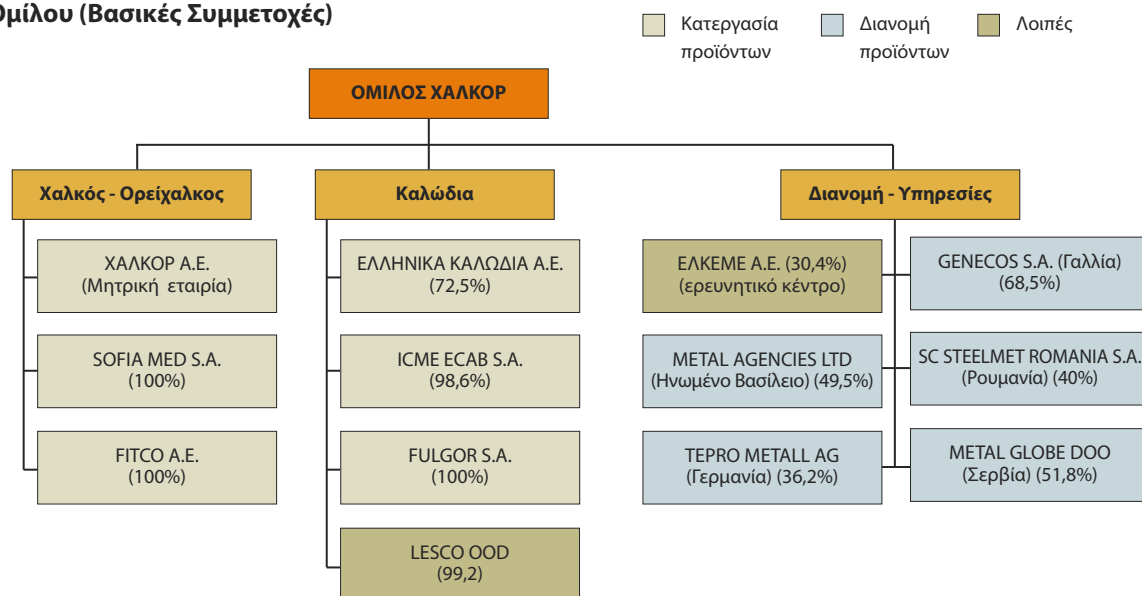 Ομίλου (Βασικές Συμμετοχές)
Κατεργασία
προϊόντων
Διανομή
προϊόντων
Λοιπές
ΟΜΙΛΟΣ ΧΑΛΚΟΡ
Χαλκός - Ορείχαλκος
ΧΑΛΚΟΡ Α.Ε.
(Μητρική εταιρία)
SOFIA MED S.A.
(100%)
FITCO A.E.
(100%)
Καλώδια
ΕΛΛΗΝΙΚΑ ΚΑΛΩΔΙΑ Α.Ε.
(72,5%)
ICME ECAB S.A.
(98,6%)
FULGOR S.A.
(100%)
LESCO OOD
(99,2)
Διανομή - Υπηρεσίες
ΕΛΚΕΜΕ Α.Ε. (30,4%)
(ερευνητικό κέντρο)
GENECOS S.A. (Γαλλία)
(68,5%)
METAL AGENCIES LTD
(Ηνωμένο Βασίλειο) (49,5%)
SC STEELMET ROMANIA S.A.
(Ρουμανία) (40%)
TEPRO METALL AG
(Γερμανία) (36,2%)
METAL GLOBE DOO
(Σερβία) (51,8%)